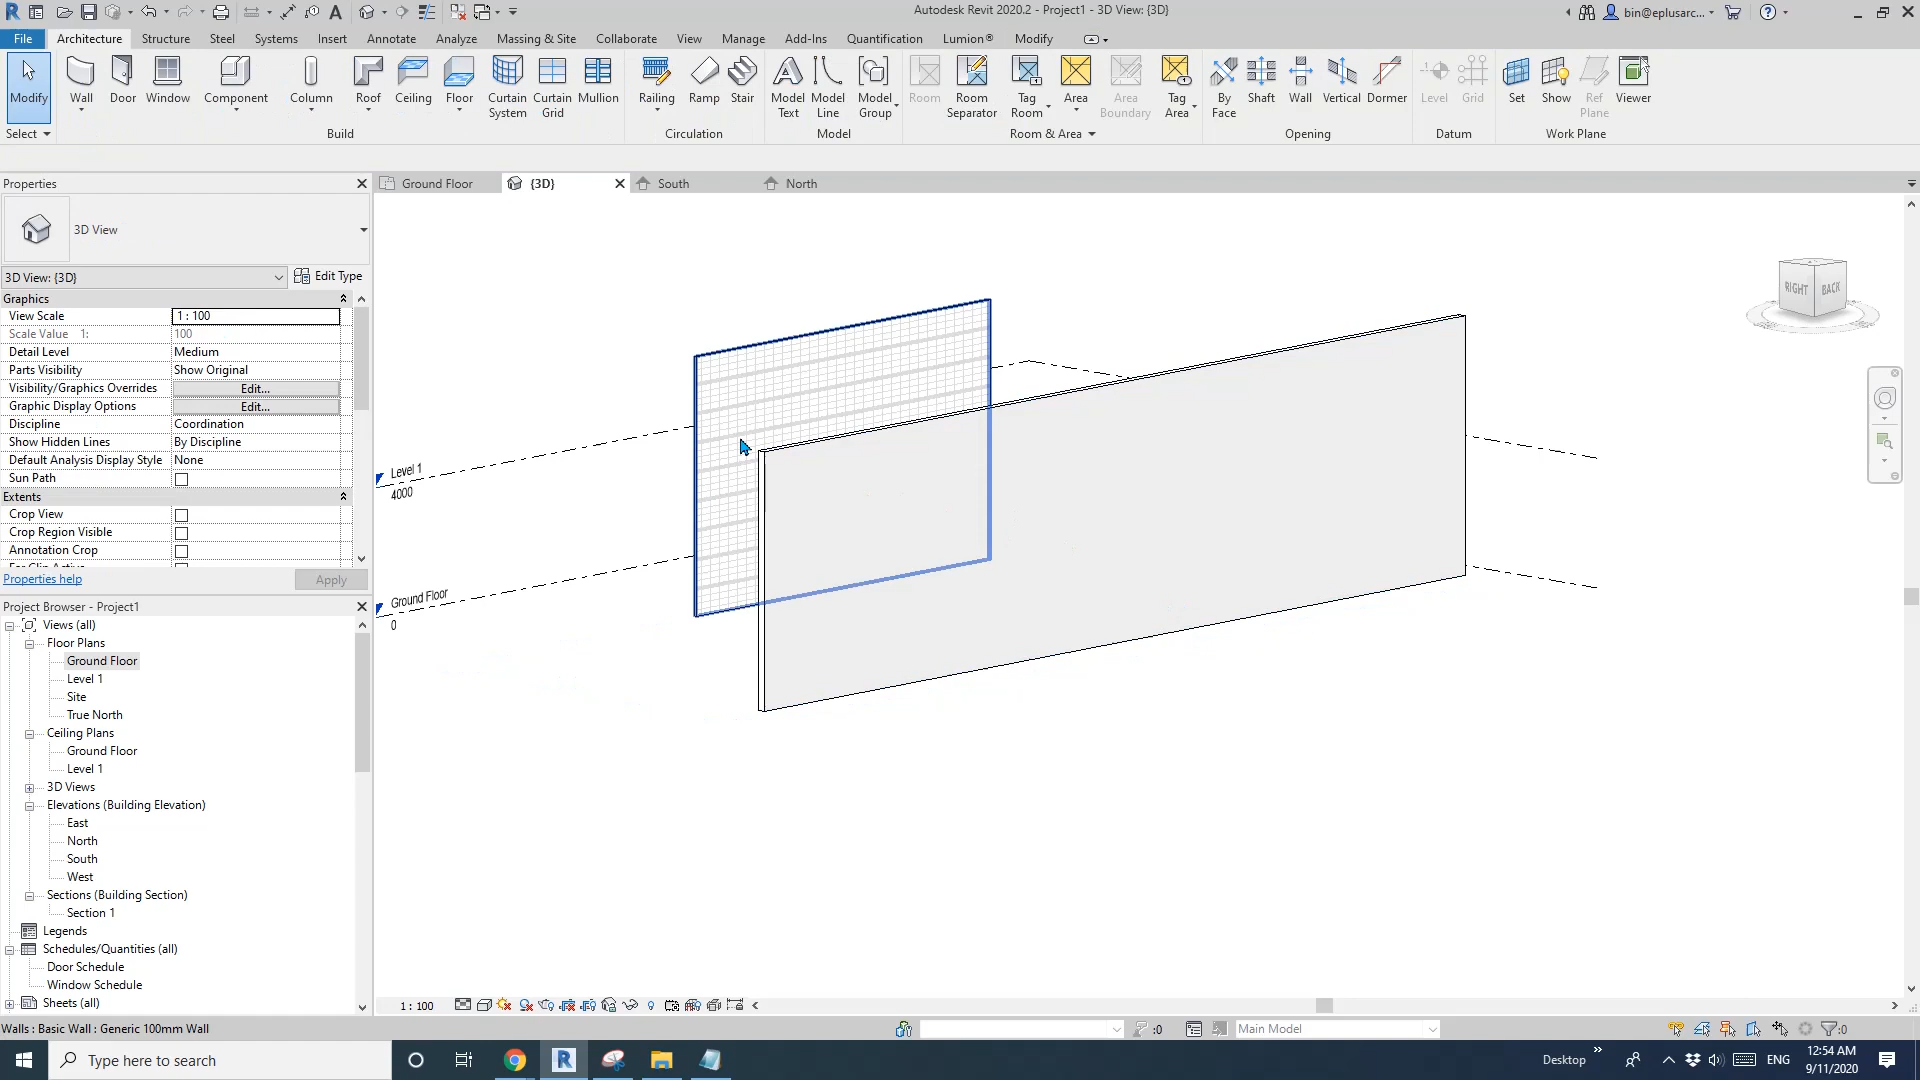 Autodesk Revit 2020.2 - Project1 - 3D View: {3D}
bin@eplusarc...
File Architecture Structure Steel Systems Insert Annotate Analyze Massing & Site Collaborate View Manage Add-Ins Quantification Lumion® Modify
Modify Wall Door Window Component Column Roof Ceiling Floor Curtain System Curtain Grid Mullion Railing Ramp Stair Model Text Model Line Model Group Room Room Separator Tag Room Area Area Boundary Tag Area By Face Shaft Wall Vertical Dormer Level Grid Set Show Ref Plane Viewer
Select Build Circulation Model Room & Area Opening Datum Work Plane
Properties
Ground Floor {3D} South North
3D View
3D View: {3D} Edit Type
Graphics
View Scale 1 : 100
Scale Value 1: 100
Detail Level Medium
Parts Visibility Show Original
Visibility/Graphics Overrides Edit...
Graphic Display Options Edit...
Discipline Coordination
Show Hidden Lines By Discipline
Default Analysis Display Style None
Sun Path
Extents
Crop View
Crop Region Visible
Annotation Crop
Properties help Apply
Project Browser - Project1
Views (all)
Floor Plans
Ground Floor
Level 1
Site
True North
Ceiling Plans
Ground Floor
Level 1
3D Views
Elevations (Building Elevation)
East
North
South
West
Sections (Building Section)
Section 1
Legends
Schedules/Quantities (all)
Door Schedule
Window Schedule
Sheets (all)
Level 1
4000
Ground Floor
0
RIGHT BACK
1 : 100
Walls : Basic Wall : Generic 100mm Wall
:0
Main Model
:0
Type here to search
Desktop
ENG
12:54 AM
9/11/2020